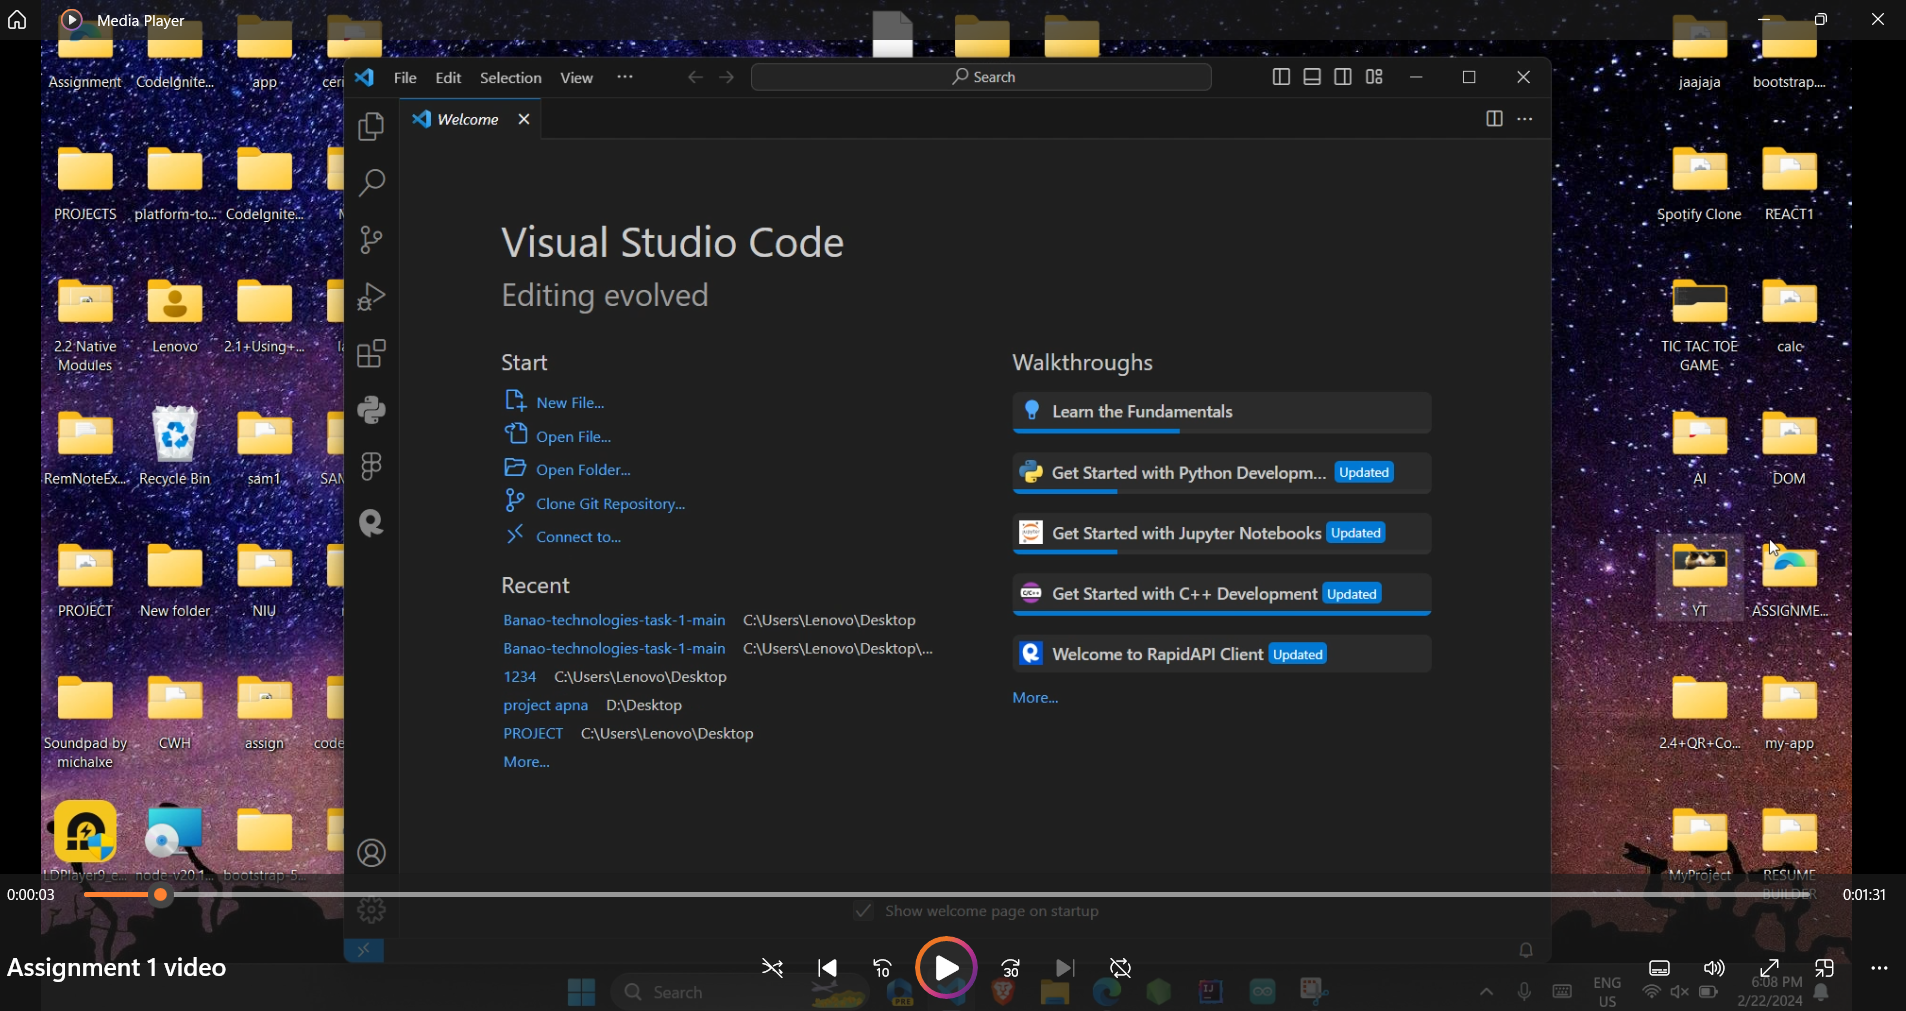 Media Player
Assignment
CodeIgnite...
app
ceri
jaajaja
bootstrap....
File Edit Selection View
Search
Welcome
PROJECTS
platform-to...
CodeIgnite...
Spotify Clone
REACT1
Visual Studio Code
Editing evolved
2.2 Native
Modules
Lenovo
2.1+Using+...
TIC TAC TOE
GAME
calc
Start
New File...
Open File...
Open Folder...
Clone Git Repository...
Connect to...
Walkthroughs
Learn the Fundamentals
Get Started with Python Developm... Updated
Get Started with Jupyter Notebooks Updated
Get Started with C++ Development Updated
Welcome to RapidAPI Client Updated
More...
RemNoteEx...
Recycle Bin
sam1
SAM
AI
DOM
Recent
Banao-technologies-task-1-main C:\Users\Lenovo\Desktop
Banao-technologies-task-1-main C:\Users\Lenovo\Desktop\...
1234 C:\Users\Lenovo\Desktop
project apna D:\Desktop
PROJECT C:\Users\Lenovo\Desktop
More...
PROJECT
New folder
NIU
YT
ASSIGNME...
Soundpad by
michalxe
CWH
assign
code
2.4+QR+Co...
my-app
LDPlayer9_e...
node-v20.1...
bootstrap-5...
MyProject
RESUME
BUILDER
0:00:03
0:01:31
Show welcome page on startup
Assignment 1 video
10
30
Search
PRE
ENG
US
6:08 PM
2/22/2024